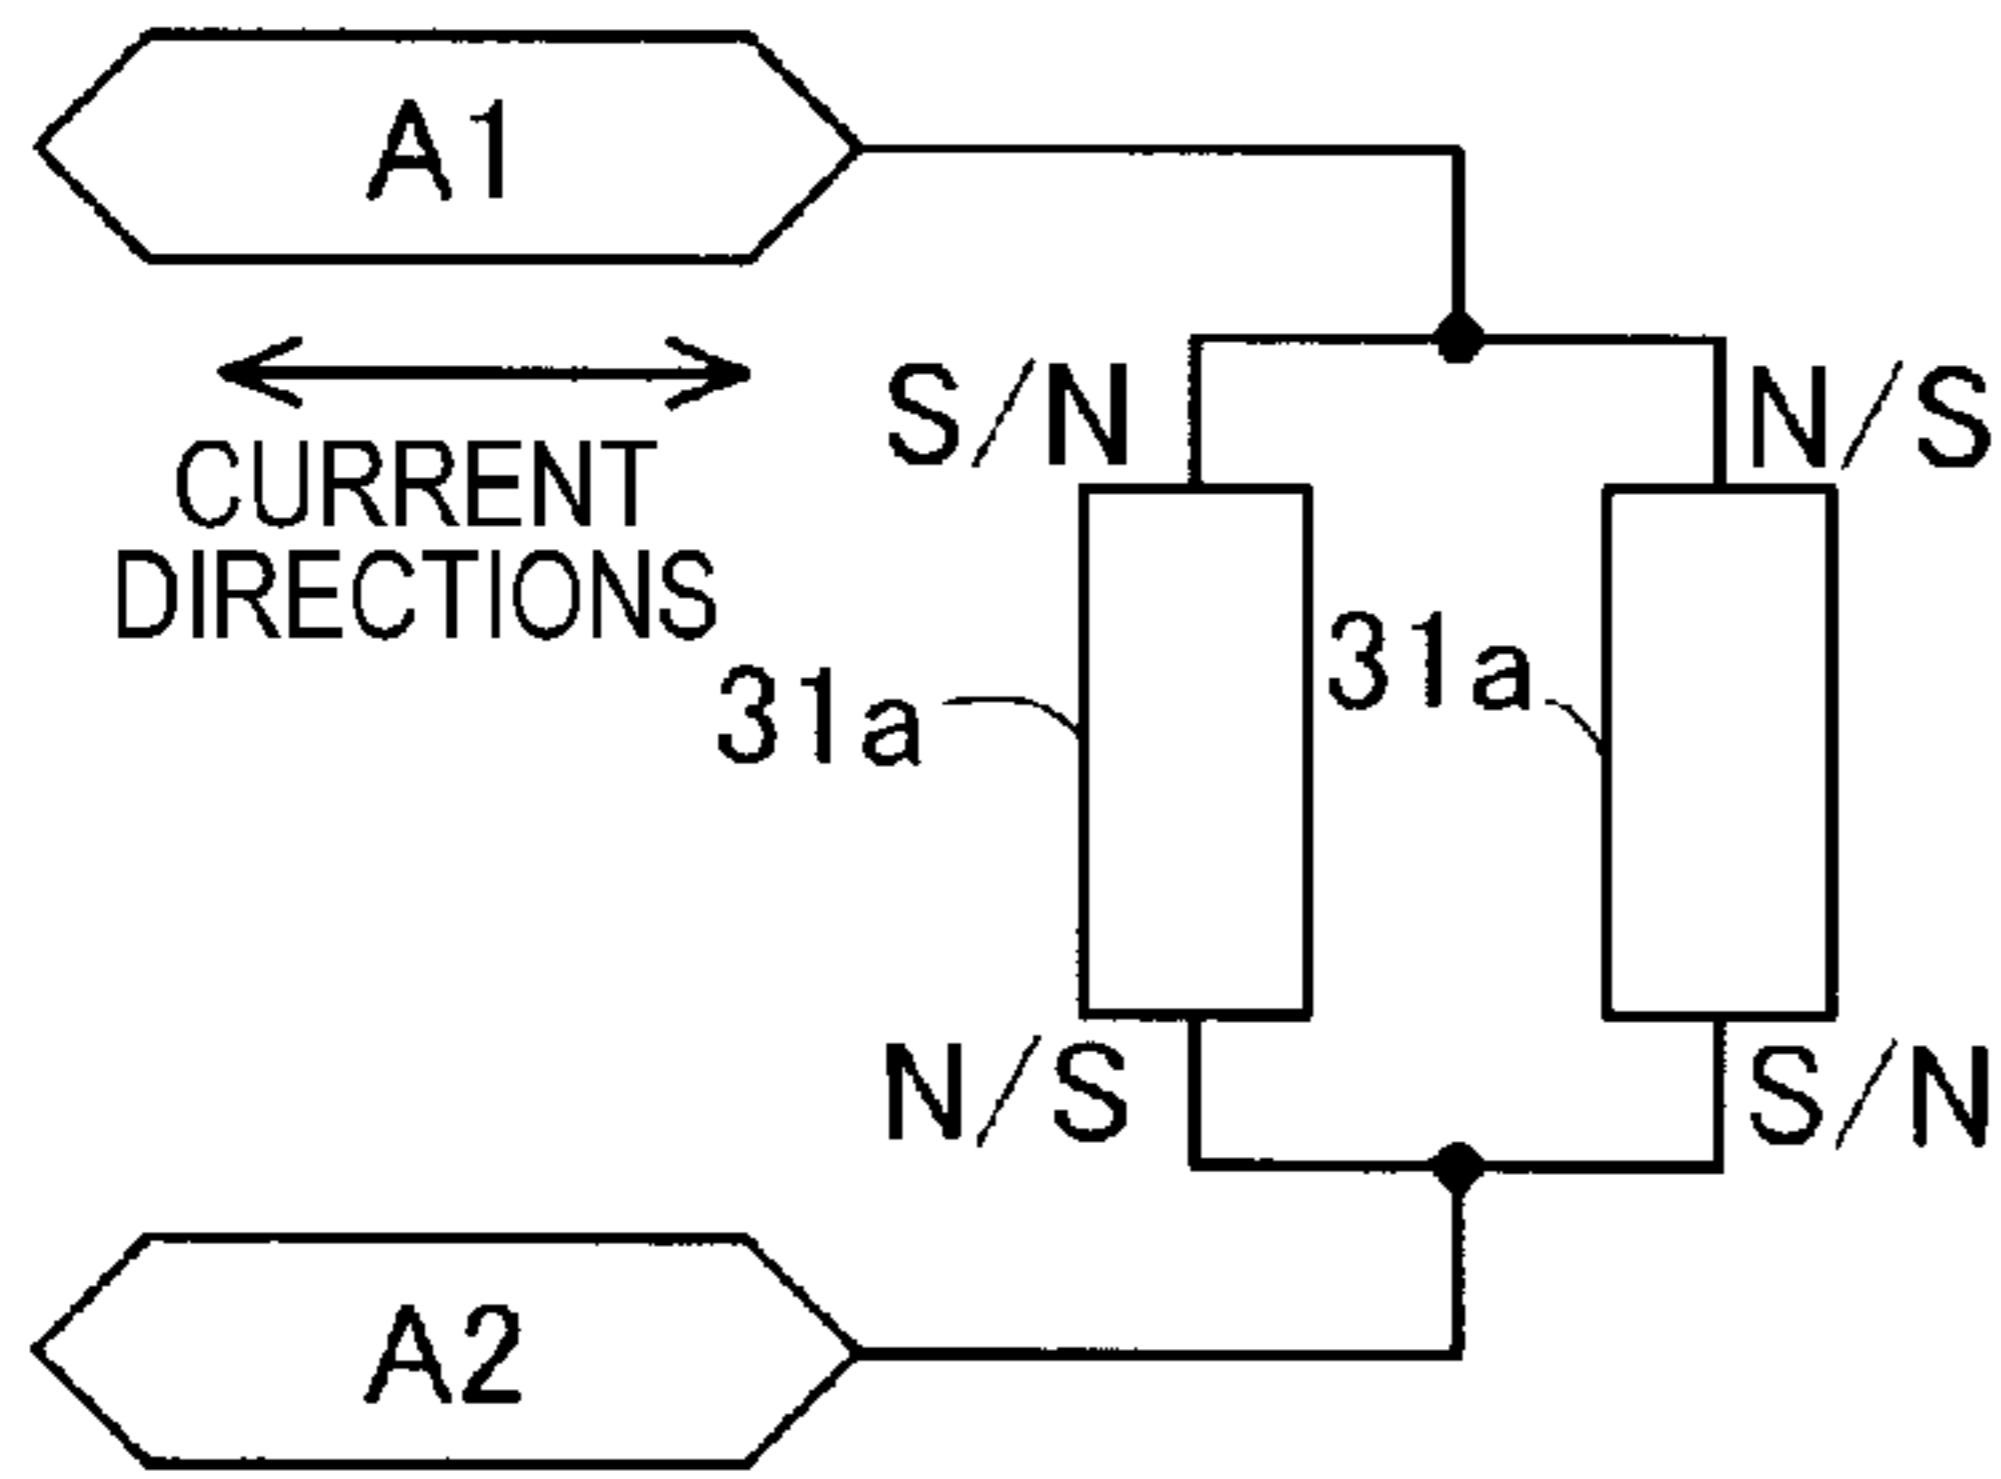 A1
S/N
N/S
CURRENT
DIRECTIONS
31a
31a
N/S
S/N
A2